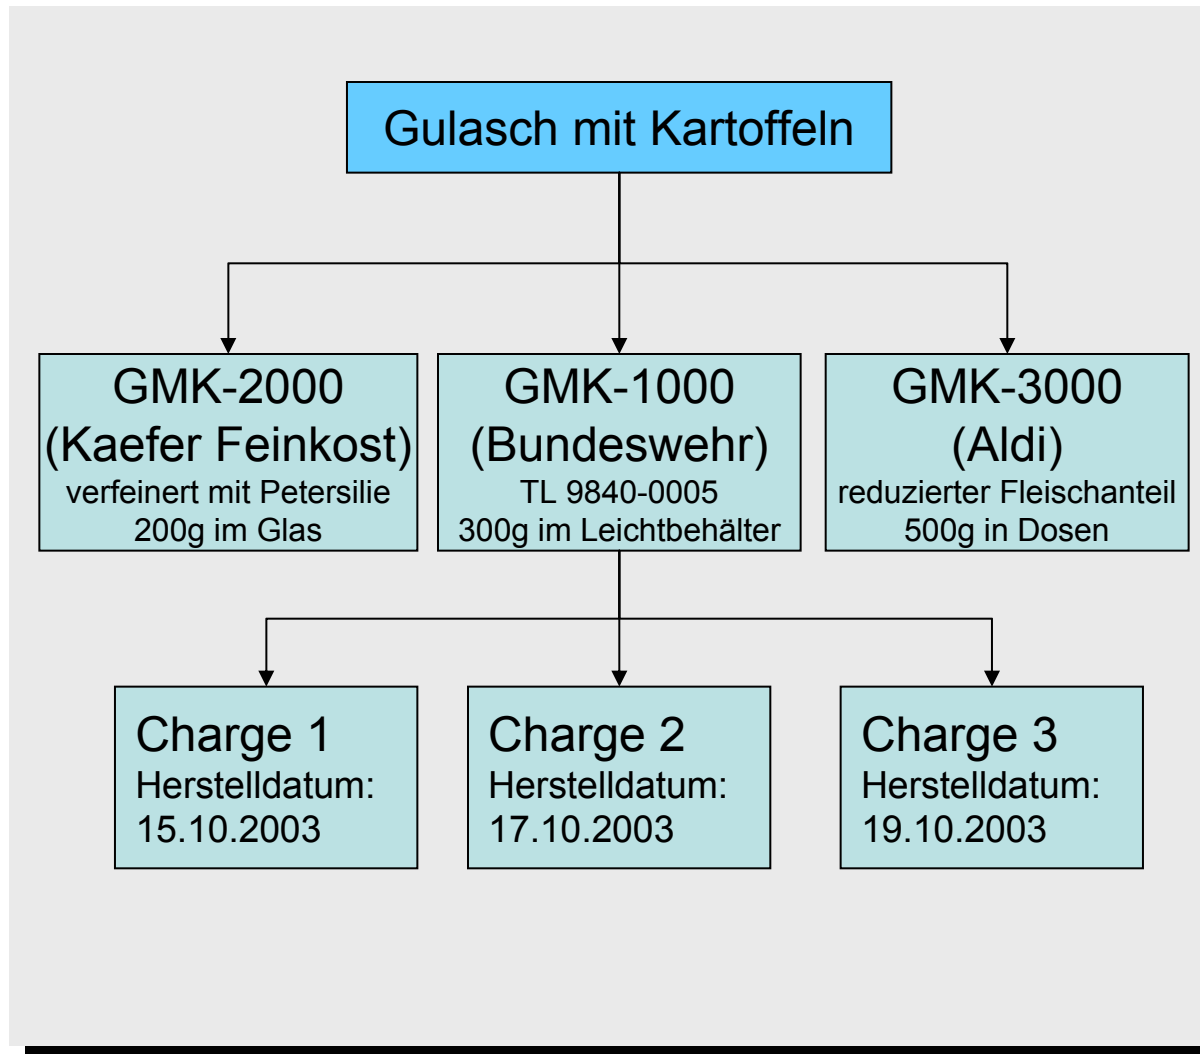 Gulasch mit Kartoffeln
GMK-2000
(Kaefer Feinkost)
verfeinert mit Petersilie
200g im Glas
GMK-1000
(Bundeswehr)
TL 9840-0005
300g im Leichtbehälter
GMK-3000
(Aldi)
reduzierter Fleischanteil
500g in Dosen
Charge 1
Herstelldatum:
15.10.2003
Charge 2
Herstelldatum:
17.10.2003
Charge 3
Herstelldatum:
19.10.2003